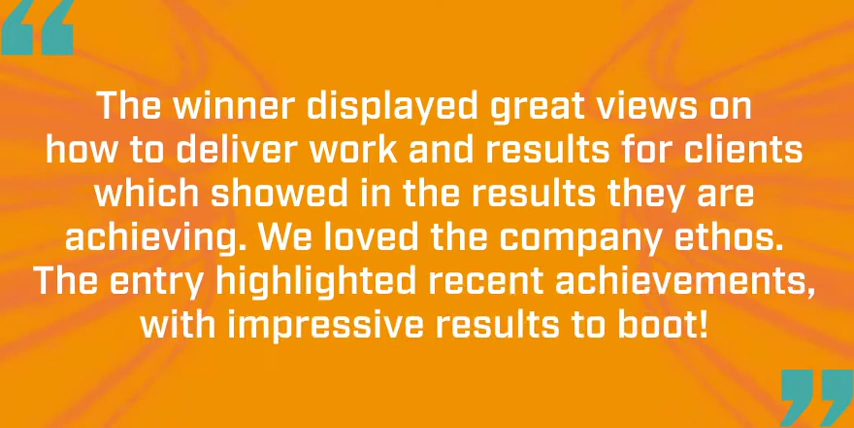 “
The winner displayed great views on
how to deliver work and results for clients
which showed in the results they are
achieving. We loved the company ethos.
The entry highlighted recent achievements,
with impressive results to boot!
”